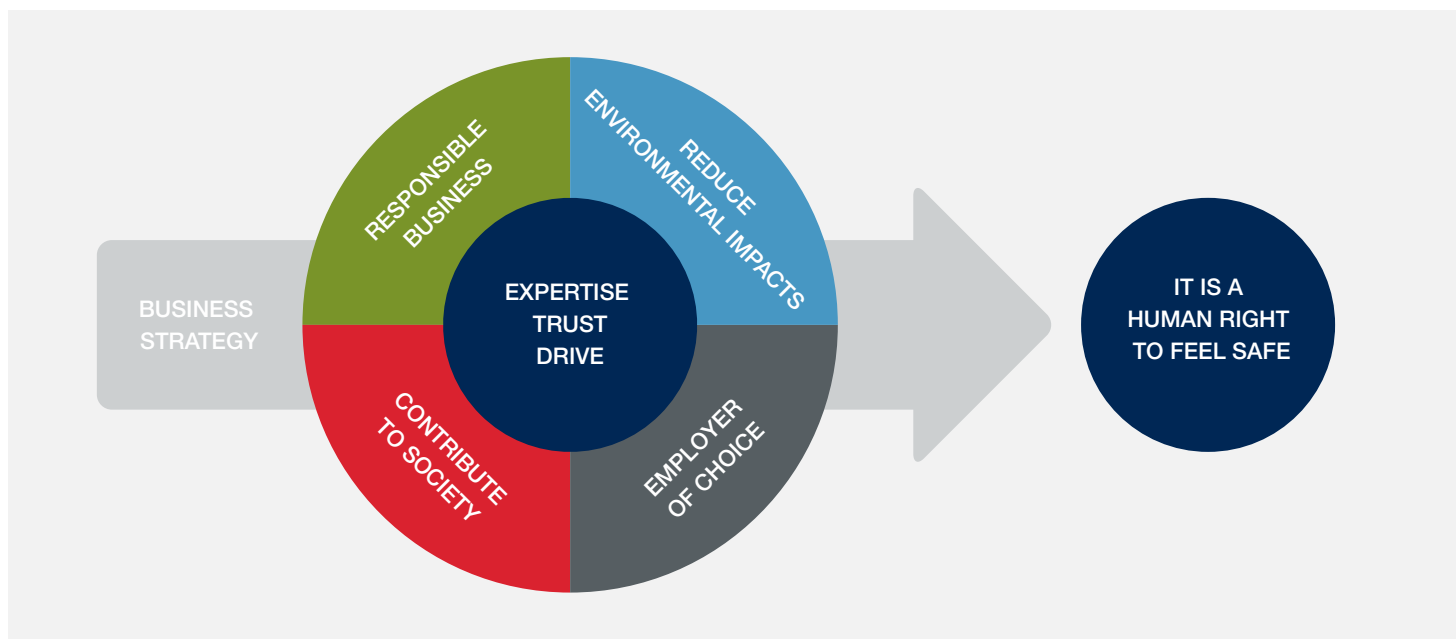 BUSINESS
STRATEGY
RESPONSIBLE
BUSINESS
REDUCE
ENVIRONMENTAL IMPACTS
EXPERTISE
TRUST
DRIVE
CONTRIBUTE
TO SOCIETY
EMPLOYER
OF CHOICE
IT IS A
HUMAN RIGHT
TO FEEL SAFE